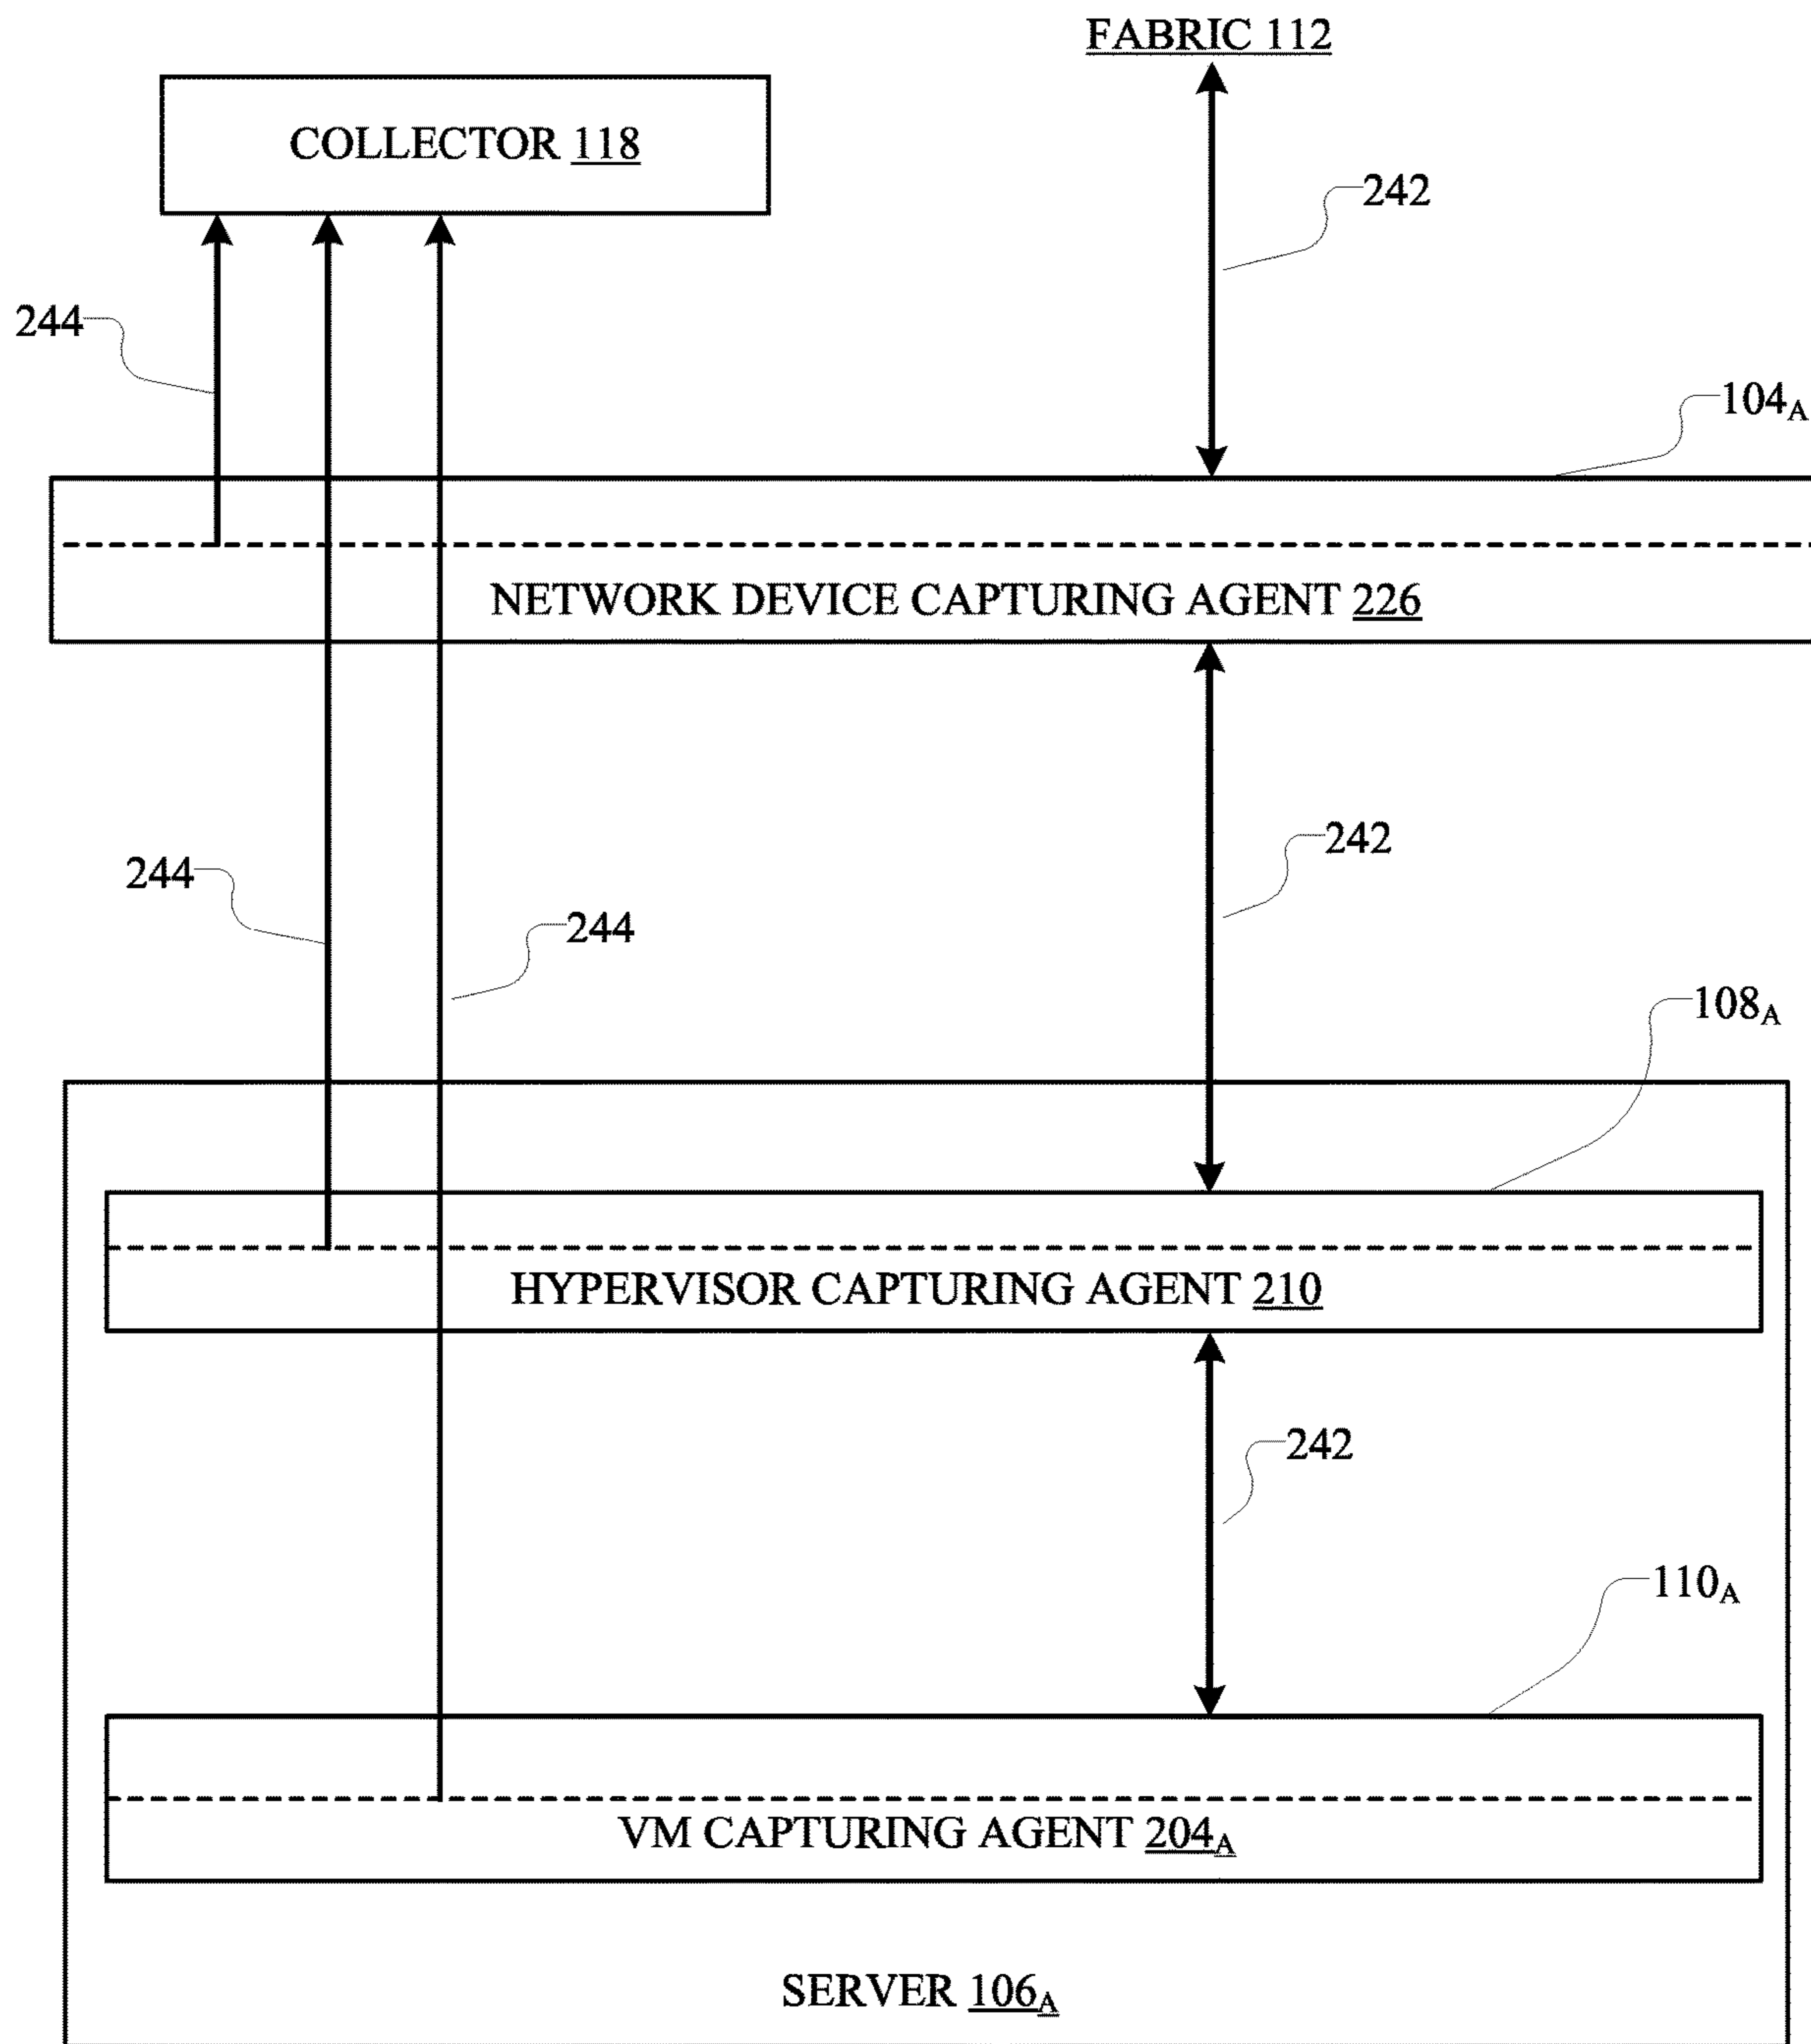 FABRIC 112
COLLECTOR 118
242
244
104A
NETWORK DEVICE CAPTURING AGENT 226
242
244
244
108A
HYPERVISOR CAPTURING AGENT 210
242
110A
VM CAPTURING AGENT 204A
SERVER 106A